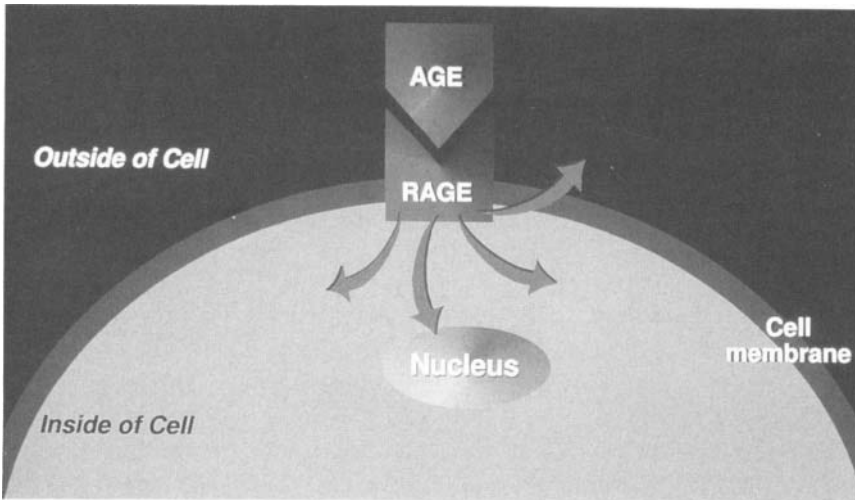 AGE
Outside of Cell
RAGE
Cell
membrane
Nucleus
Inside of Cell